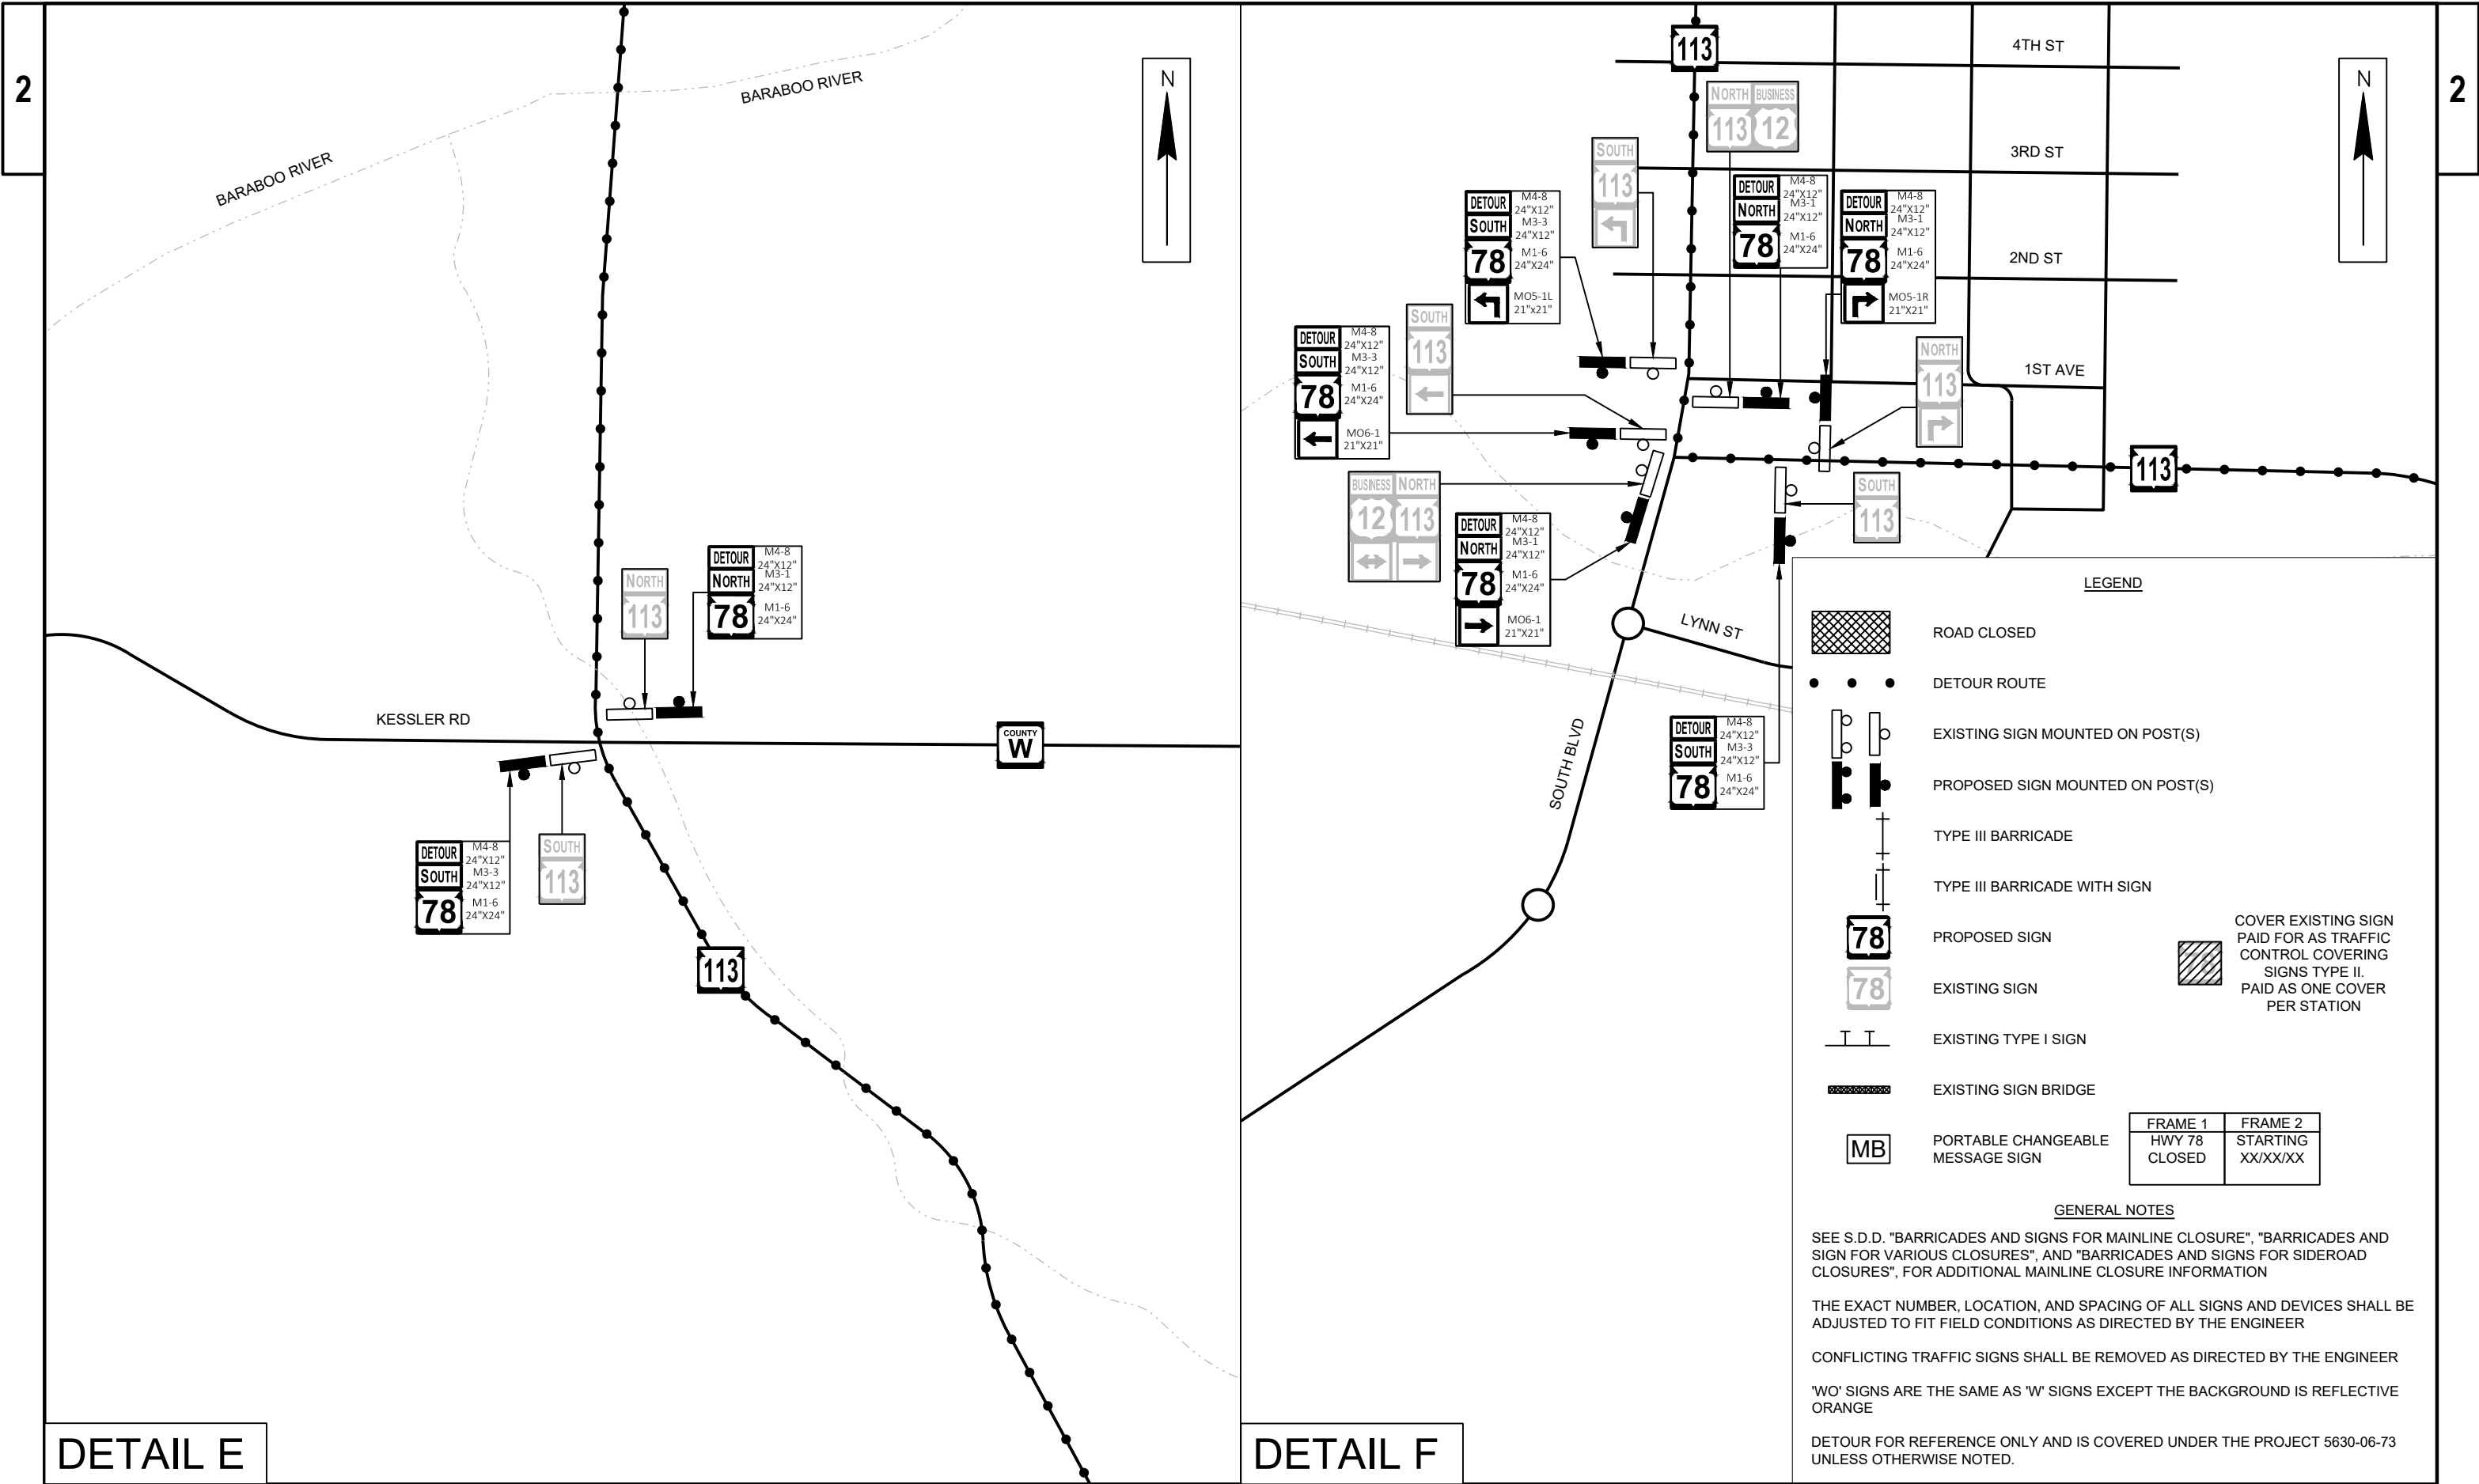 2
BARABOO RIVER
BARABOO RIVER
N
NORTH
113
DETOUR
NORTH
78
M4-8
24"X12"
M3-1
24"X12"
M1-6
24"X24"
KESSLER RD
COUNTY
W
DETOUR
SOUTH
78
M4-8
24"X12"
M3-3
24"X12"
M1-6
24"X24"
SOUTH
113
113
DETAIL E
113
4TH ST
N
2
NORTH BUSINESS
113 12
SOUTH
113
3RD ST
DETOUR
SOUTH
78
M4-8
24"X12"
M3-3
24"X12"
M1-6
24"X24"
MO5-1L
21"x21"
DETOUR
NORTH
78
M4-8
24"X12"
M3-1
24"X12"
M1-6
24"X24"
DETOUR
NORTH
78
M4-8
24"X12"
M3-1
24"X12"
M1-6
24"X24"
MO5-1R
21"X21"
2ND ST
DETOUR
SOUTH
78
M4-8
24"X12"
M3-3
24"X12"
M1-6
24"X24"
MO6-1
21"X21"
SOUTH
113
NORTH
113
1ST AVE
113
BUSINESS NORTH
12 113
DETOUR
NORTH
78
M4-8
24"X12"
M3-1
24"X12"
M1-6
24"X24"
MO6-1
21"X21"
SOUTH
113
LYNN ST
SOUTH BLVD
DETOUR
SOUTH
78
M4-8
24"X12"
M3-3
24"X12"
M1-6
24"X24"
LEGEND
ROAD CLOSED
DETOUR ROUTE
EXISTING SIGN MOUNTED ON POST(S)
PROPOSED SIGN MOUNTED ON POST(S)
TYPE III BARRICADE
TYPE III BARRICADE WITH SIGN
78 PROPOSED SIGN
78 EXISTING SIGN
COVER EXISTING SIGN
PAID FOR AS TRAFFIC
CONTROL COVERING
SIGNS TYPE II.
PAID AS ONE COVER
PER STATION
EXISTING TYPE I SIGN
EXISTING SIGN BRIDGE
MB
PORTABLE CHANGEABLE
MESSAGE SIGN
FRAME 1 FRAME 2
HWY 78 STARTING
CLOSED XX/XX/XX
GENERAL NOTES
SEE S.D.D. "BARRICADES AND SIGNS FOR MAINLINE CLOSURE", "BARRICADES AND
SIGN FOR VARIOUS CLOSURES", AND "BARRICADES AND SIGNS FOR SIDEROAD
CLOSURES", FOR ADDITIONAL MAINLINE CLOSURE INFORMATION
THE EXACT NUMBER, LOCATION, AND SPACING OF ALL SIGNS AND DEVICES SHALL BE
ADJUSTED TO FIT FIELD CONDITIONS AS DIRECTED BY THE ENGINEER
CONFLICTING TRAFFIC SIGNS SHALL BE REMOVED AS DIRECTED BY THE ENGINEER
'WO' SIGNS ARE THE SAME AS 'W' SIGNS EXCEPT THE BACKGROUND IS REFLECTIVE
ORANGE
DETOUR FOR REFERENCE ONLY AND IS COVERED UNDER THE PROJECT 5630-06-73
UNLESS OTHERWISE NOTED.
DETAIL F